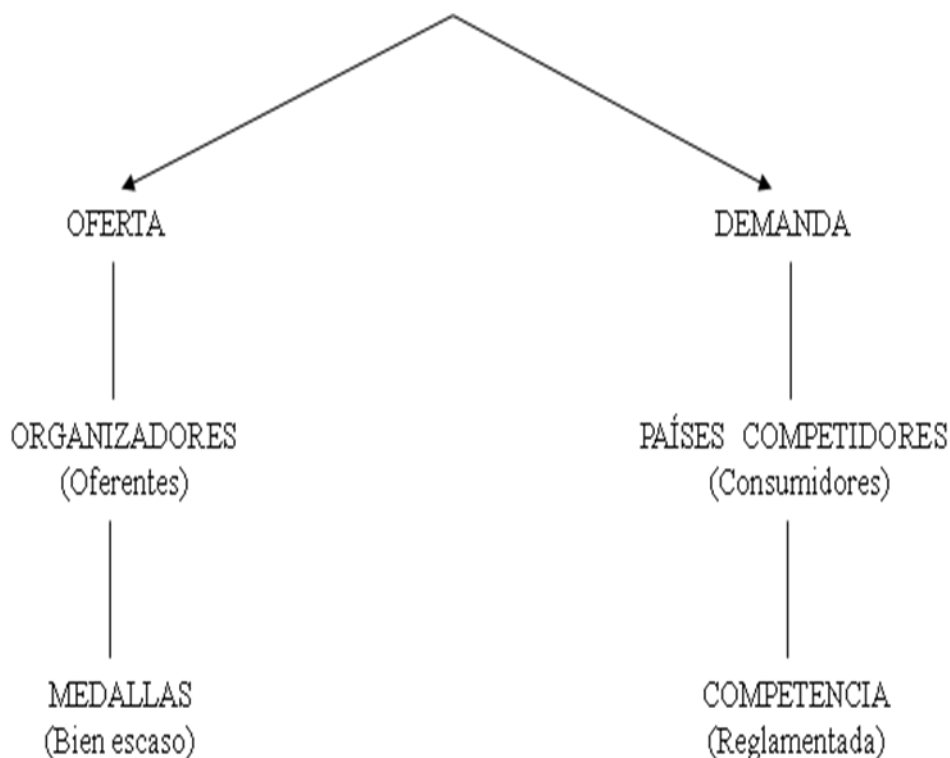 OFERTA
DEMANDA
ORGANIZADORES
(Oferentes)
PAÍSES COMPETIDORES
(Consumidores)
MEDALLAS
(Bien escaso)
COMPETENCIA
(Reglamentada)